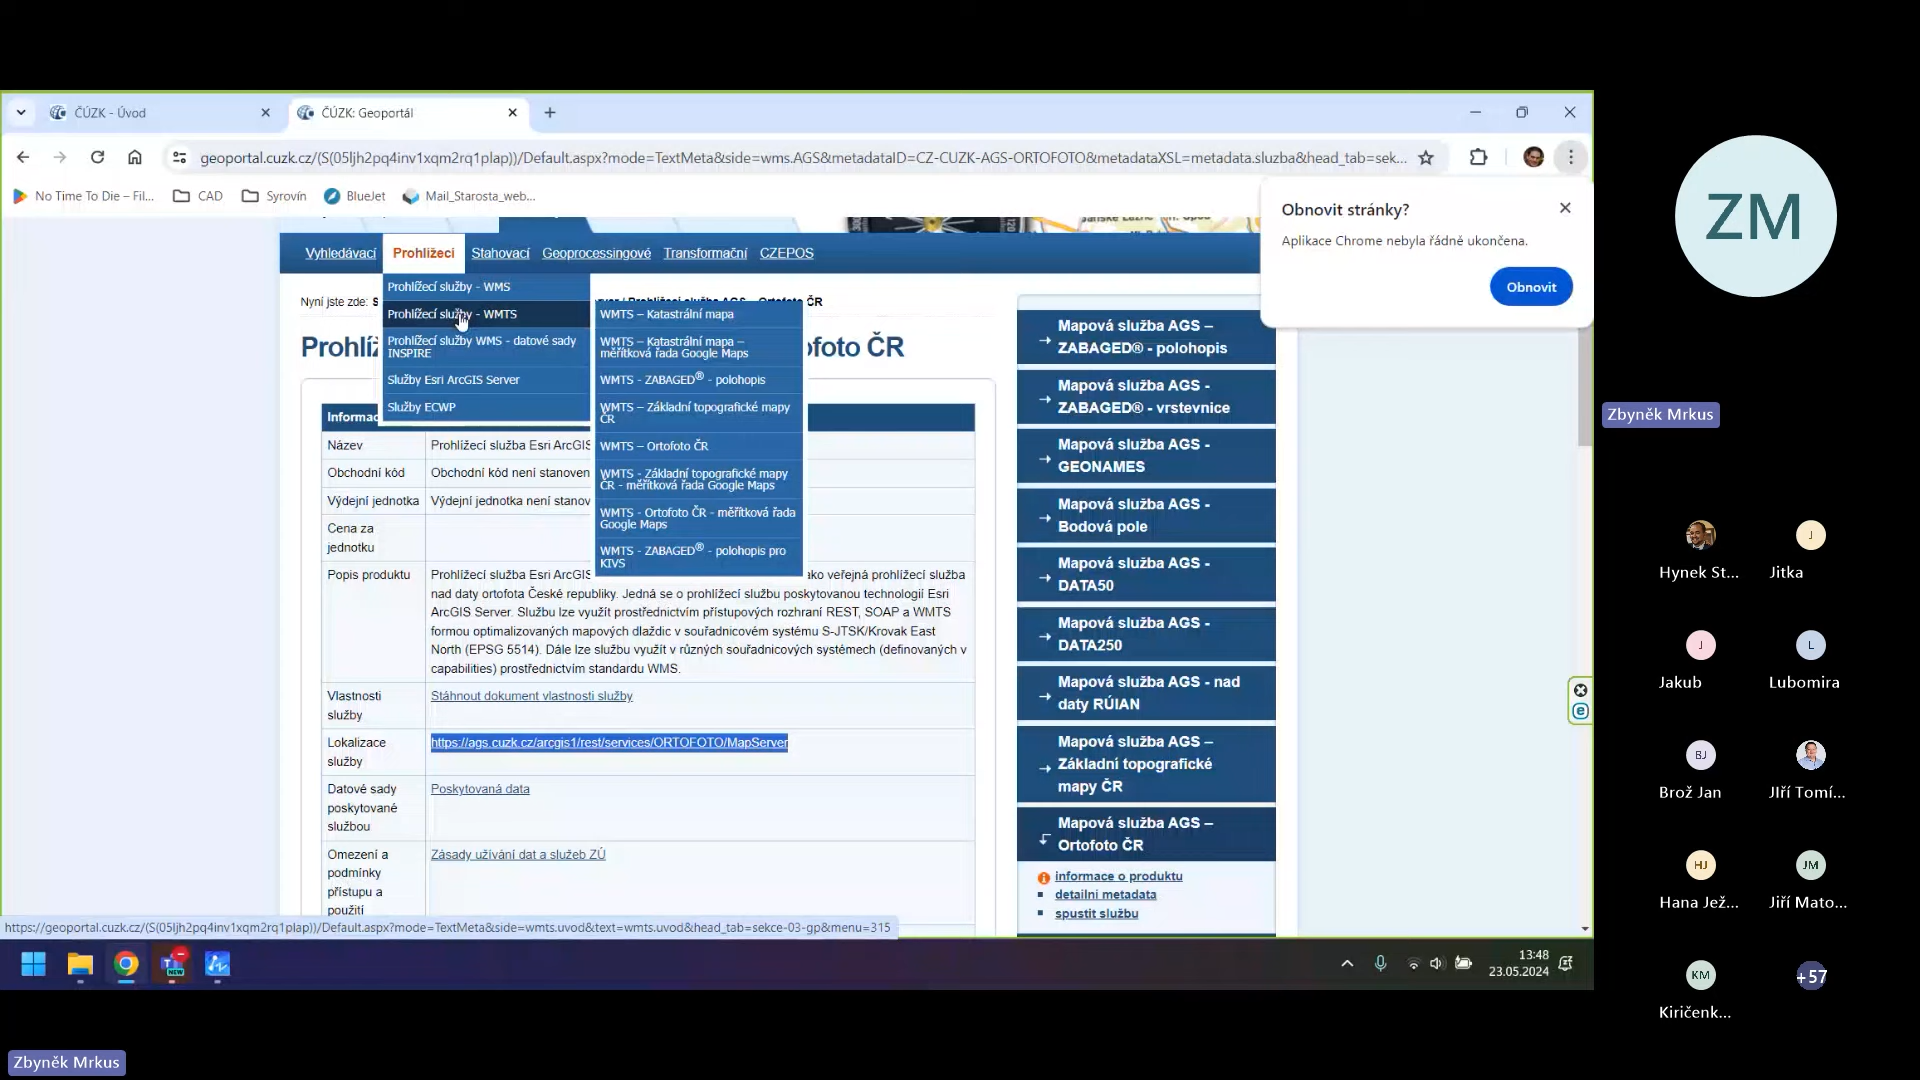 ČÚZK - Úvod
ČÚZK: Geoportál
geoportal.cuzk.cz/(S(05ljh2pq4inv1xqm2rq1plap))/Default.aspx?mode=TextMeta&side=wms.AGS&metadataID=CZ-CUZK-AGS-ORTOFOTO&metadataXSL=metadata.sluzba&head_tab=sek...
No Time To Die – Fil...
CAD
Syrovín
BlueJet
Mail_Starosta_web...
Obnovit stránky?
Aplikace Chrome nebyla řádně ukončena.
Obnovit
Vyhledávací
Prohlížecí
Stahovací
Geoprocessingové
Transformační
CZEPOS
Prohlížecí služby - WMS
Prohlížecí služby - WMTS
Prohlížecí služby WMS - datové sady
INSPIRE
Služby Esri ArcGIS Server
Služby ECWP
WMTS – Katastrální mapa
WMTS – Katastrální mapa –
měřítková řada Google Maps
WMTS - ZABAGED® - polohopis
WMTS – Základní topografické mapy
ČR
WMTS – Ortofoto ČR
WMTS - Základní topografické mapy
ČR - měřítková řada Google Maps
WMTS - Ortofoto ČR - měřítková řada
Google Maps
WMTS - ZABAGED® - polohopis pro
KIVS
Nyní jste zde: S
ČR
Prohlíž
ofoto ČR
Informac
Název
Prohlížecí služba Esri ArcGIS
Obchodní kód
Obchodní kód není stanoven
Výdejní jednotka
Výdejní jednotka není stanov
Cena za
jednotku
Popis produktu
Prohlížecí služba Esri ArcGIS
ako veřejná prohlížecí služba
nad daty ortofota České republiky. Jedná se o prohlížecí službu poskytovanou technologií Esri
ArcGIS Server. Službu lze využít prostřednictvím přístupových rozhraní REST, SOAP a WMTS
formou optimalizovaných mapových dlaždic v souřadnicovém systému S-JTSK/Krovak East
North (EPSG 5514). Dále lze službu využít v různých souřadnicových systémech (definovaných v
capabilities) prostřednictvím standardu WMS.
Vlastnosti
služby
Stáhnout dokument vlastnosti služby
Lokalizace
služby
https://ags.cuzk.cz/arcgis1/rest/services/ORTOFOTO/MapServer
Datové sady
poskytované
službou
Poskytovaná data
Omezení a
podmínky
přístupu a
použití
Zásady užívání dat a služeb ZÚ
Mapová služba AGS –
ZABAGED® - polohopis
Mapová služba AGS -
ZABAGED® - vrstevnice
Mapová služba AGS -
GEONAMES
Mapová služba AGS -
Bodová pole
Mapová služba AGS -
DATA50
Mapová služba AGS -
DATA250
Mapová služba AGS - nad
daty RÚIAN
Mapová služba AGS –
Základní topografické
mapy ČR
Mapová služba AGS –
Ortofoto ČR
informace o produktu
detailni metadata
spustit službu
https://geoportal.cuzk.cz/(S(05ljh2pq4inv1xqm2rq1plap))/Default.aspx?mode=TextMeta&side=wmts.uvod&text=wmts.uvod&head_tab=sekce-03-gp&menu=315
NEW
13:48
23.05.2024
Zbyněk Mrkus
ZM
Zbyněk Mrkus
Hynek St...
J
Jitka
J
Jakub
L
Lubomira
BJ
Brož Jan
JIří Tomí...
HJ
Hana Jež...
JM
Jiří Mato...
KM
Kiričenk...
+57